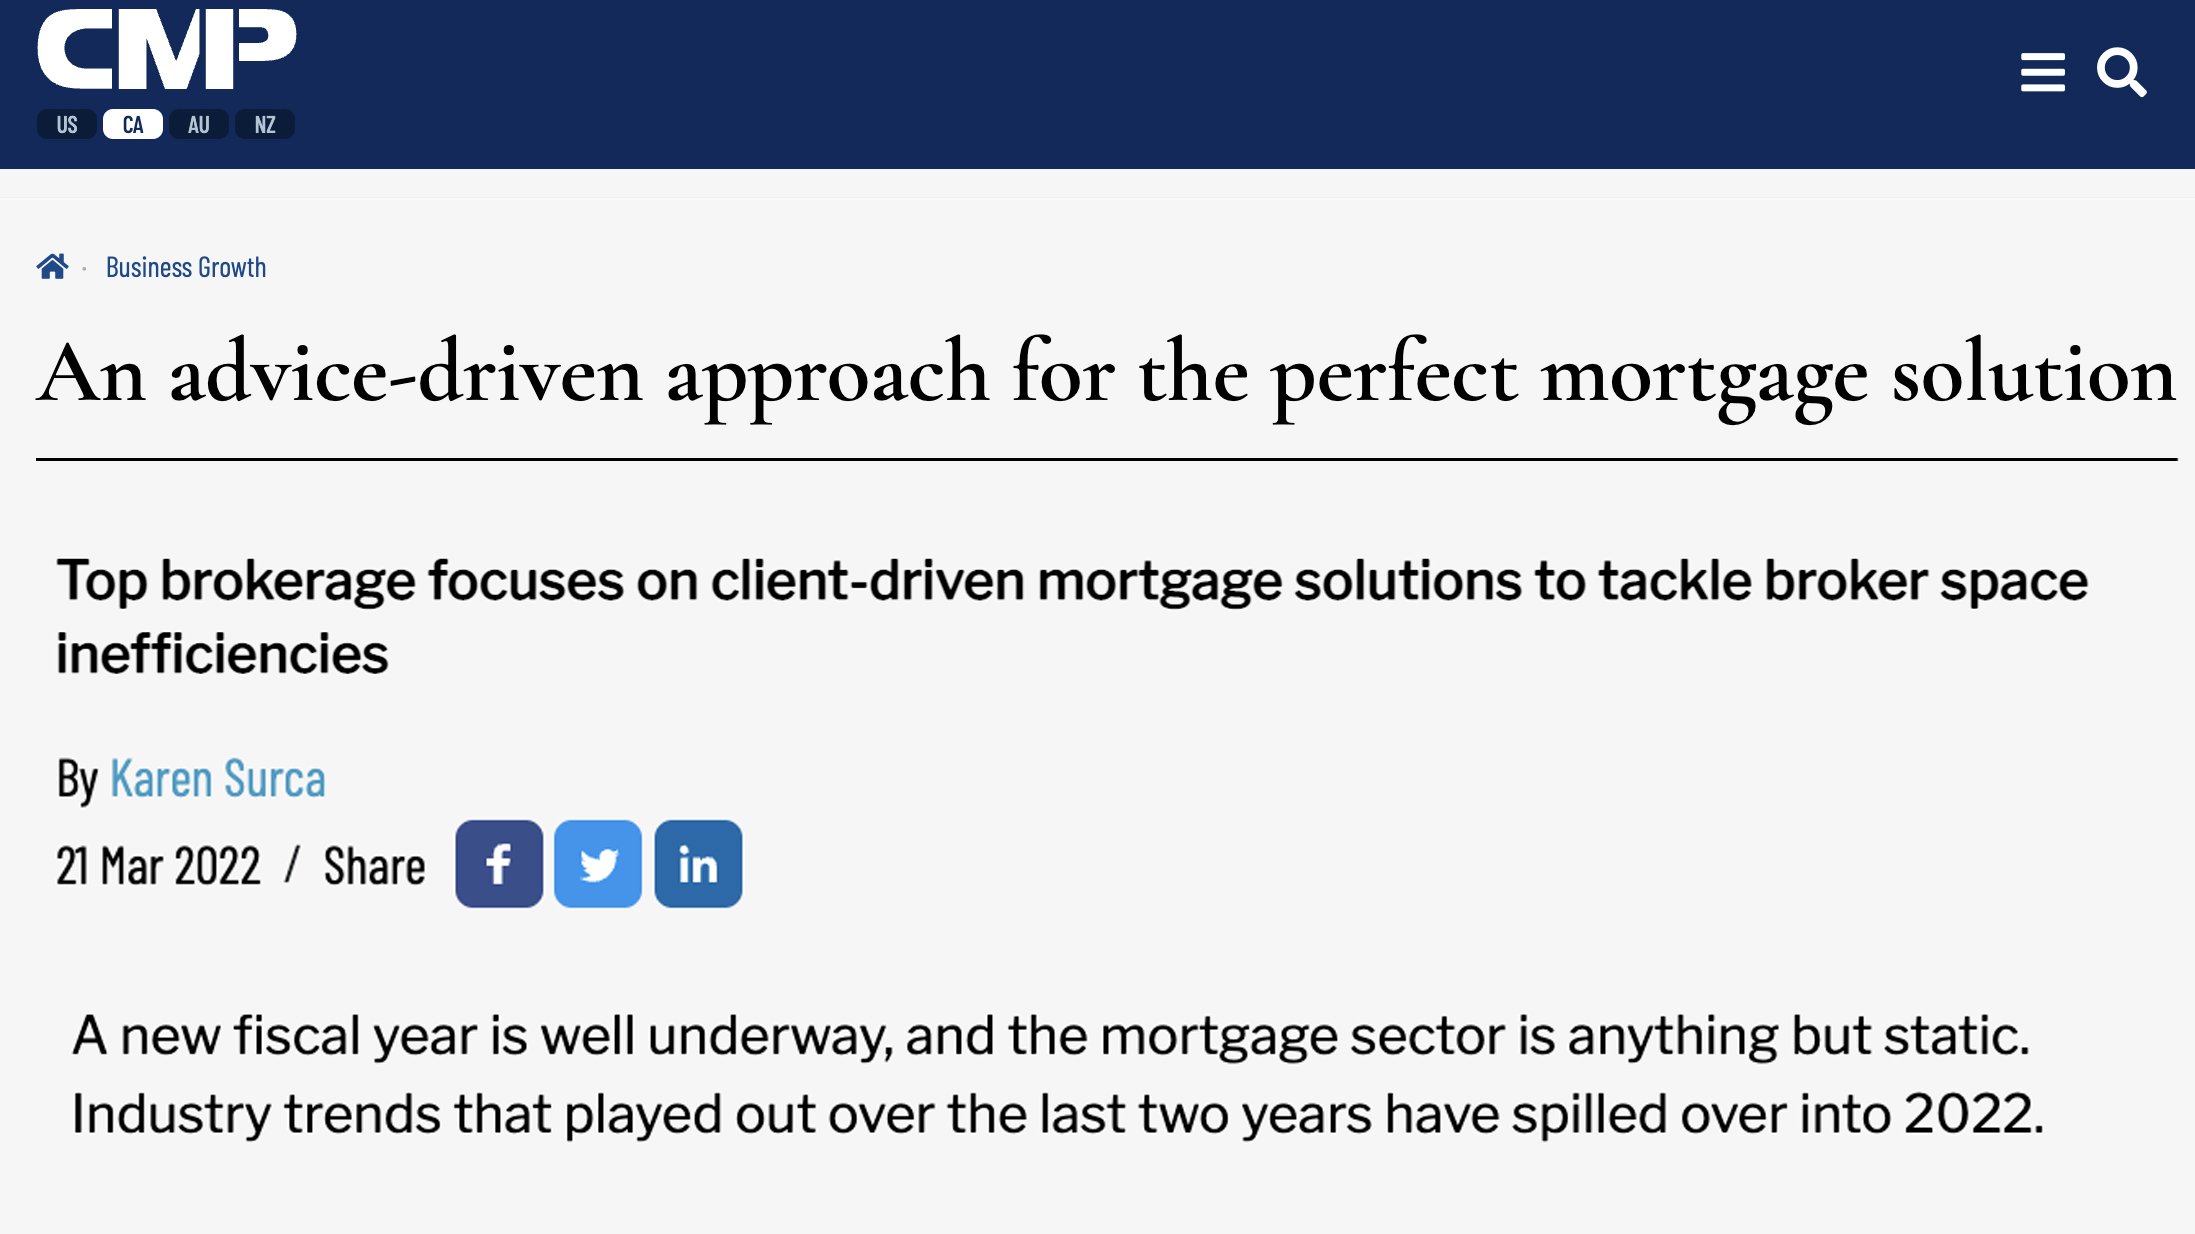 CMP
US CA AU NZ
Business Growth
An advice-driven approach for the perfect mortgage solution
Top brokerage focuses on client-driven mortgage solutions to tackle broker space
inefficiencies
By Karen Surca
21 Mar 2022 / Share f in
A new fiscal year is well underway, and the mortgage sector is anything but static.
Industry trends that played out over the last two years have spilled over into 2022.